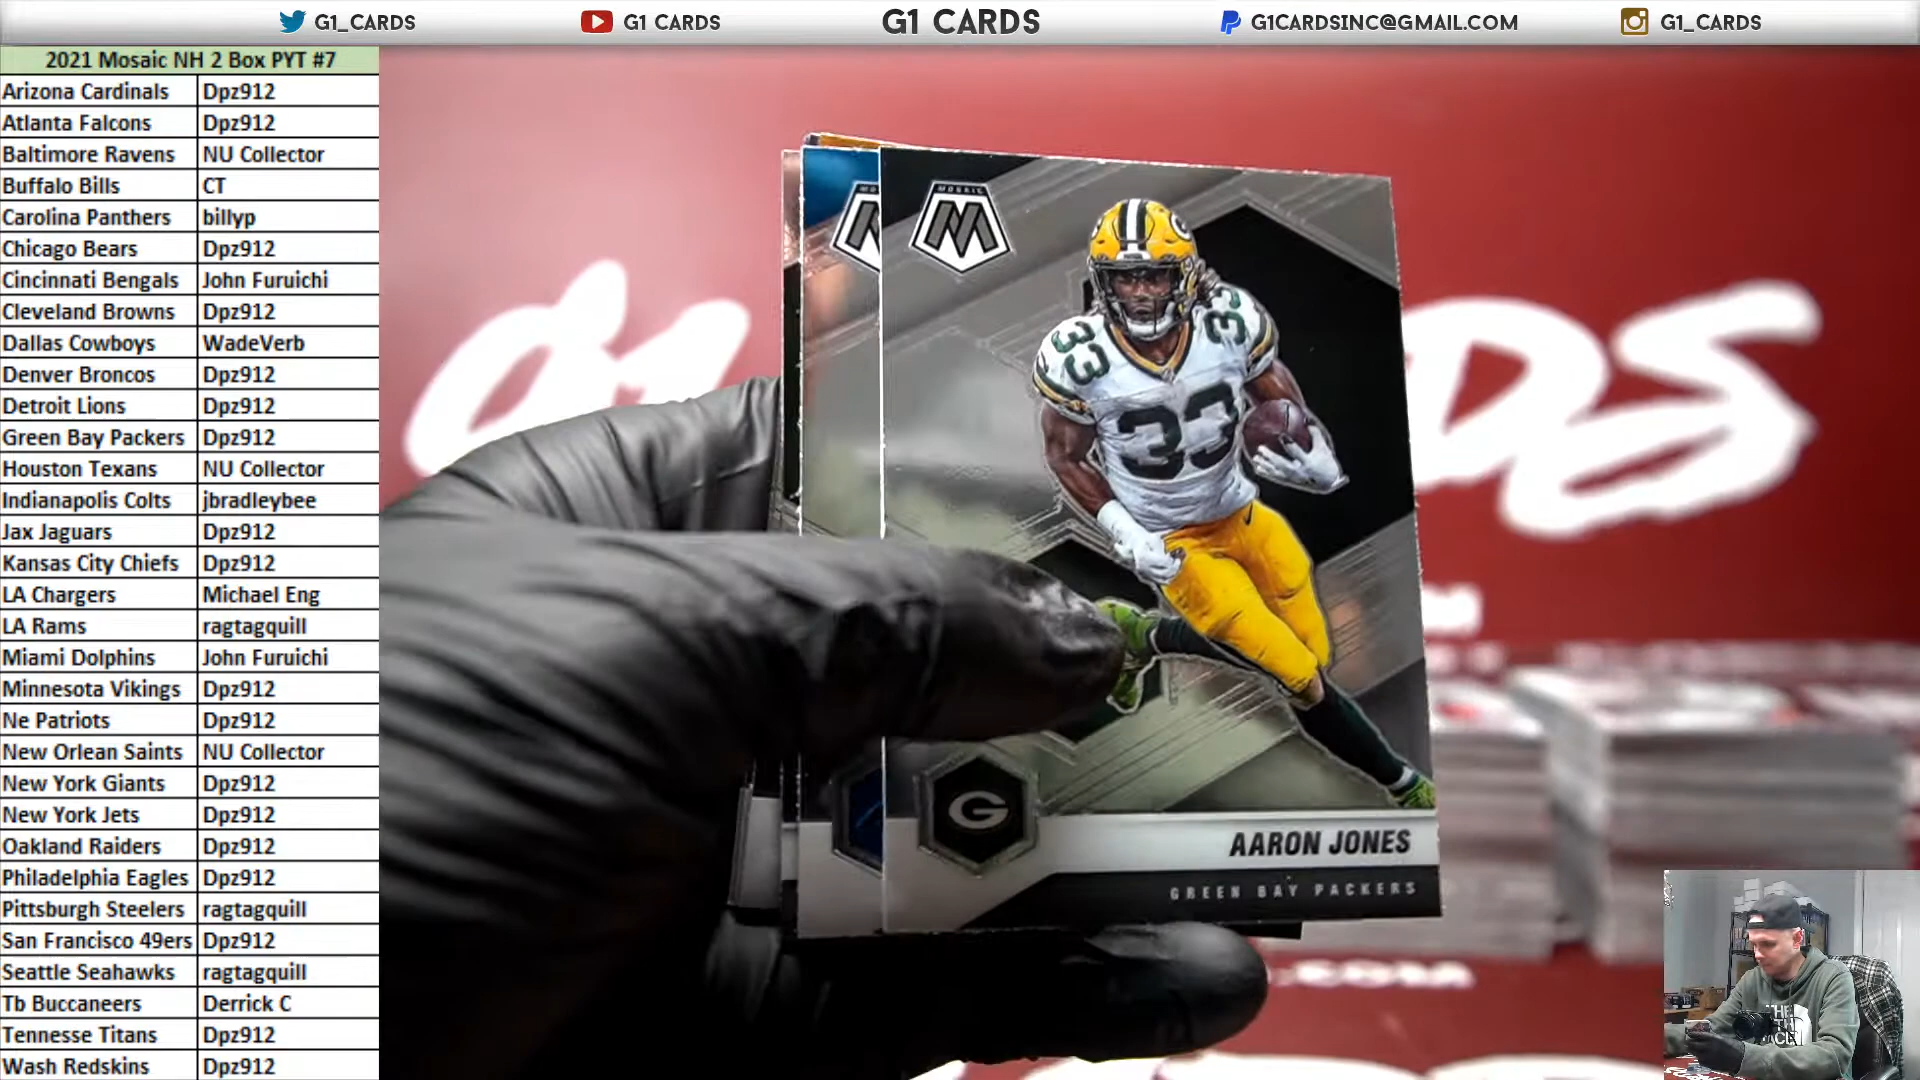 G1_CARDS G1 CARDS G1 CARDS G1CARDSINC@GMAIL.COM G1_CARDS
2021 Mosaic NH 2 Box PYT #7
Arizona Cardinals Dpz912
Atlanta Falcons Dpz912
Baltimore Ravens NU Collector
Buffalo Bills CT
Carolina Panthers billyp
Chicago Bears Dpz912
Cincinnati Bengals John Furuichi
Cleveland Browns Dpz912
Dallas Cowboys WadeVerb
Denver Broncos Dpz912
Detroit Lions Dpz912
Green Bay Packers Dpz912
Houston Texans NU Collector
Indianapolis Colts jbradleybee
Jax Jaguars Dpz912
Kansas City Chiefs Dpz912
LA Chargers Michael Eng
LA Rams ragtagquill
Miami Dolphins John Furuichi
Minnesota Vikings Dpz912
Ne Patriots Dpz912
New Orlean Saints NU Collector
New York Giants Dpz912
New York Jets Dpz912
Oakland Raiders Dpz912
Philadelphia Eagles Dpz912
Pittsburgh Steelers ragtagquill
San Francisco 49ers Dpz912
Seattle Seahawks ragtagquill
Tb Buccaneers Derrick C
Tennesse Titans Dpz912
Wash Redskins Dpz912
MOSAIC
M
33 33
33
G
AARON JONES
GREEN BAY PACKERS
.COM
THE